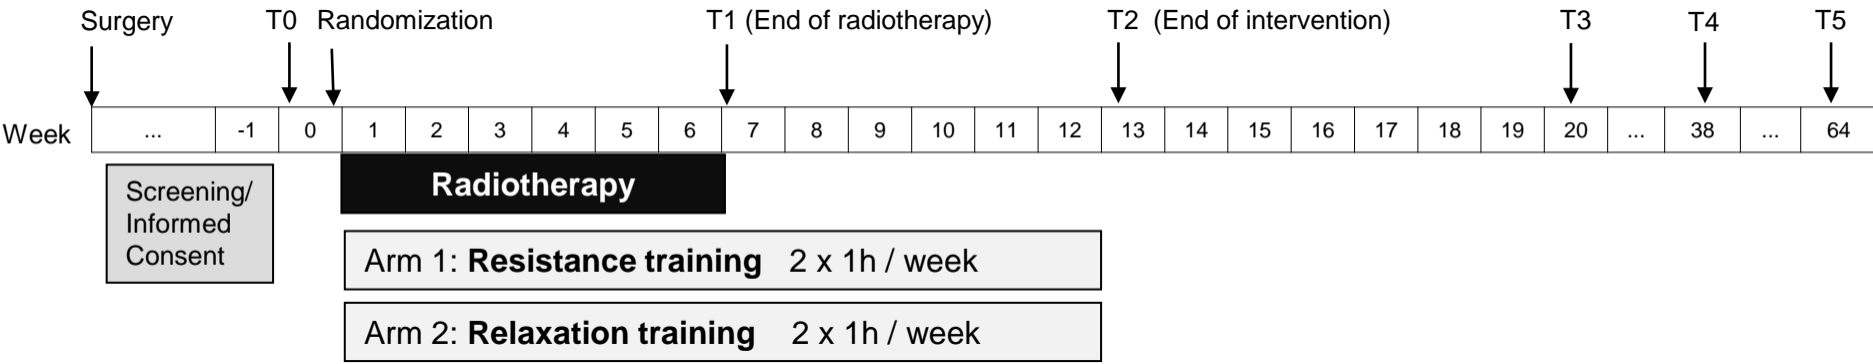 Surgery T0 Randomization T1 (End of radiotherapy) T2 (End of intervention) T3 T4 T5
Week ... -1 0 1 2 3 4 5 6 7 8 9 10 11 12 13 14 15 16 17 18 19 20 ... 38 ... 64
Screening/
Informed
Consent
Radiotherapy
Arm 1: Resistance training 2 x 1h / week
Arm 2: Relaxation training 2 x 1h / week